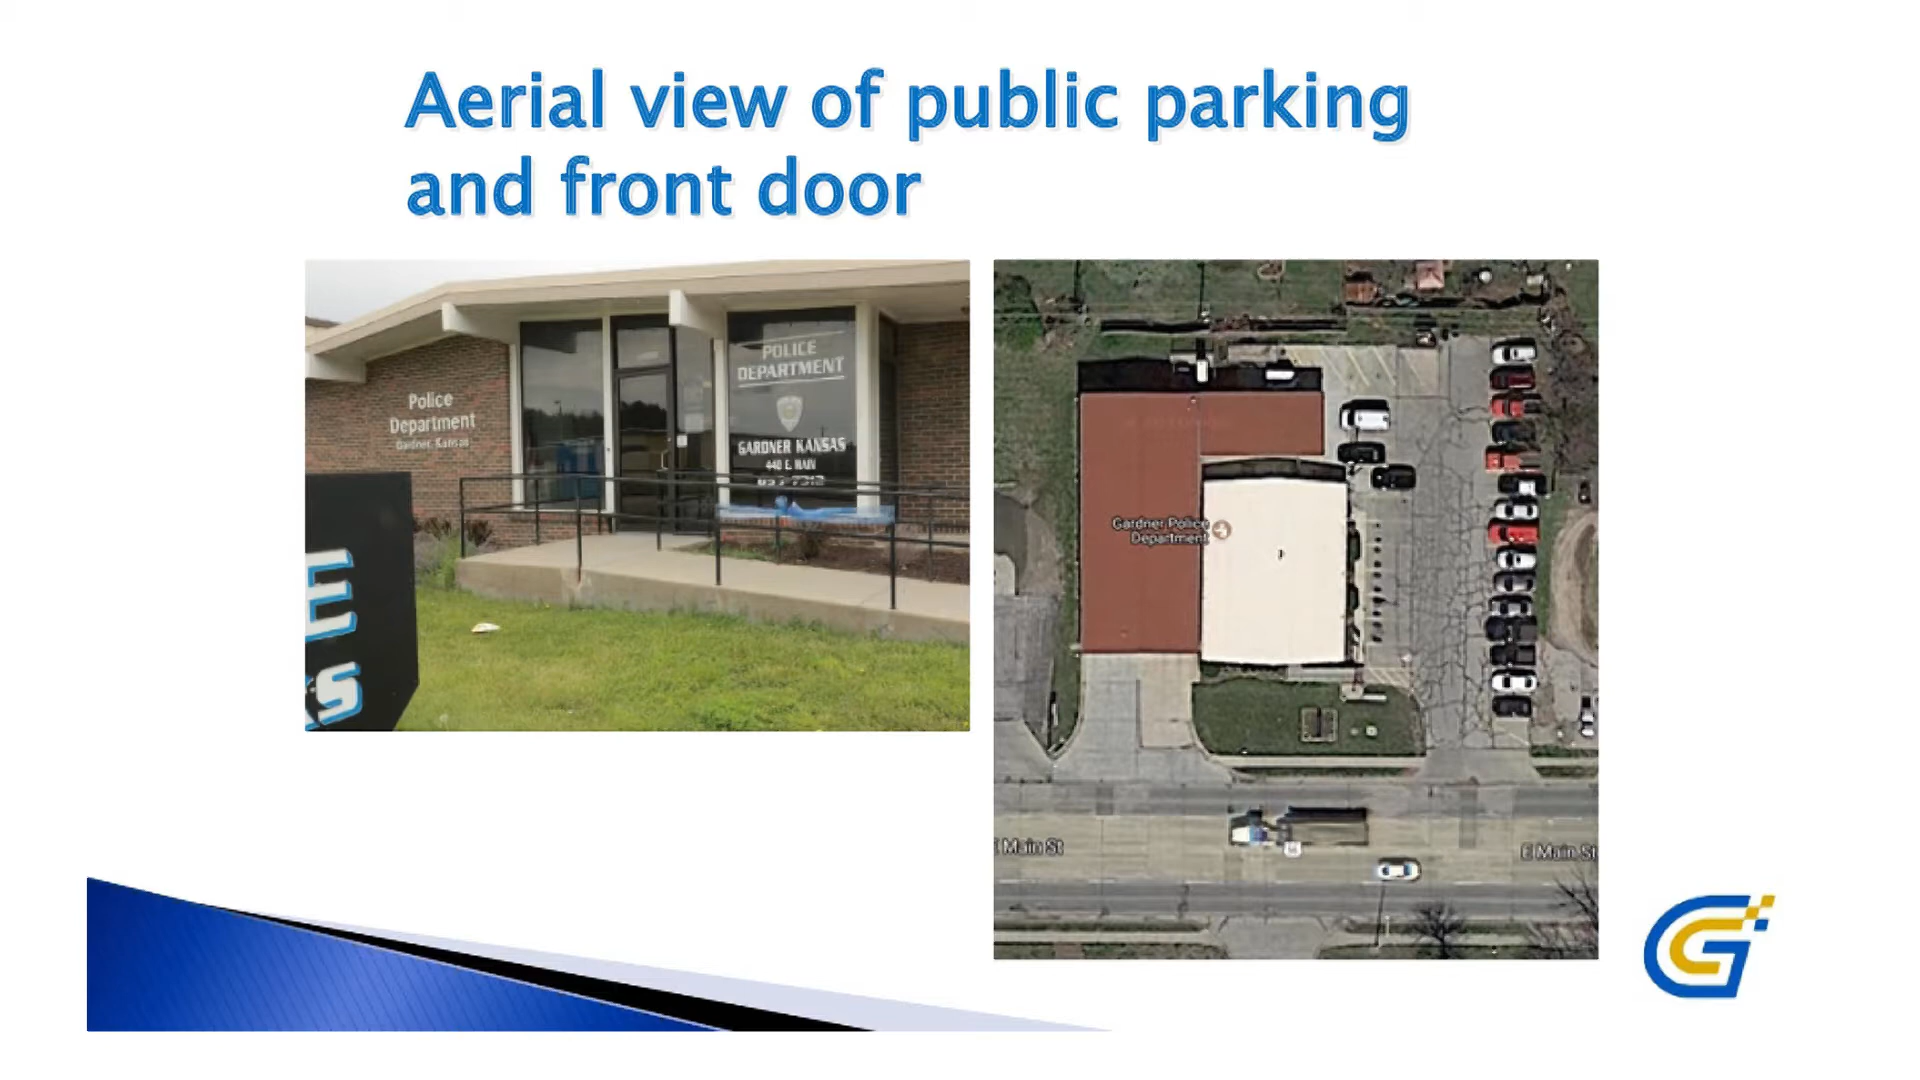 Aerial view of public parking
and front door
Police
Department
Gardner, Kansas
POLICE
DEPARTMENT
GARDNER KANSAS
440 E. MAIN
E
KS
Gardner Police
Department
E Main St
E Main St